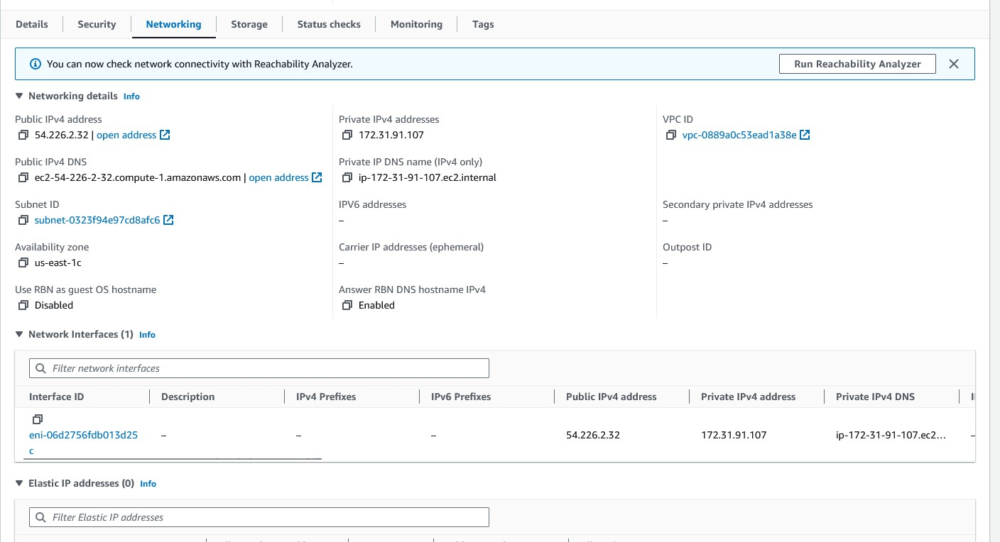 Details Security Networking Storage Status checks Monitoring Tags
You can now check network connectivity with Reachability Analyzer. Run Reachability Analyzer
Networking details Info
Public IPv4 address
54.226.2.32 | open address
Private IPv4 addresses
172.31.91.107
VPC ID
vpc-0889a0c53ead1a38e
Public IPv4 DNS
ec2-54-226-2-32.compute-1.amazonaws.com | open address
Private IP DNS name (IPv4 only)
ip-172-31-91-107.ec2.internal
Subnet ID
subnet-0323f94e97cd8afc6
IPV6 addresses
–
Secondary private IPv4 addresses
–
Availability zone
us-east-1c
Carrier IP addresses (ephemeral)
–
Outpost ID
–
Use RBN as guest OS hostname
Disabled
Answer RBN DNS hostname IPv4
Enabled
Network Interfaces (1) Info
Filter network interfaces
Interface ID Description IPv4 Prefixes IPv6 Prefixes Public IPv4 address Private IPv4 address Private IPv4 DNS
eni-06d2756fdb013d25 – – – 54.226.2.32 172.31.91.107 ip-172-31-91-107.ec2... –
c
Elastic IP addresses (0) Info
Filter Elastic IP addresses